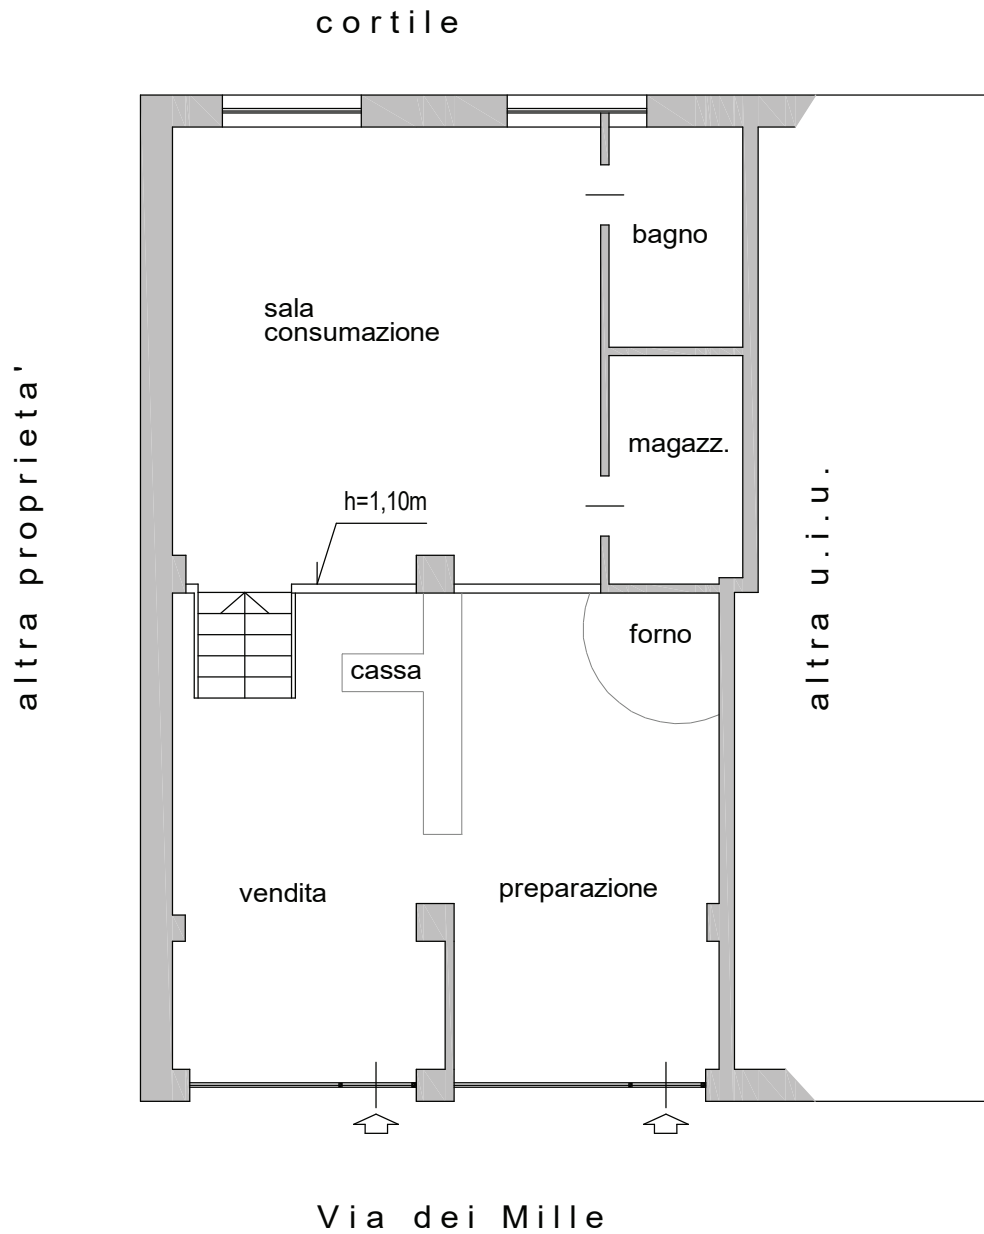 cortile
bagno
sala
consumazione
altra proprieta'
magazz.
altra u.i.u.
h=1,10m
forno
cassa
vendita
preparazione
Via dei Mille